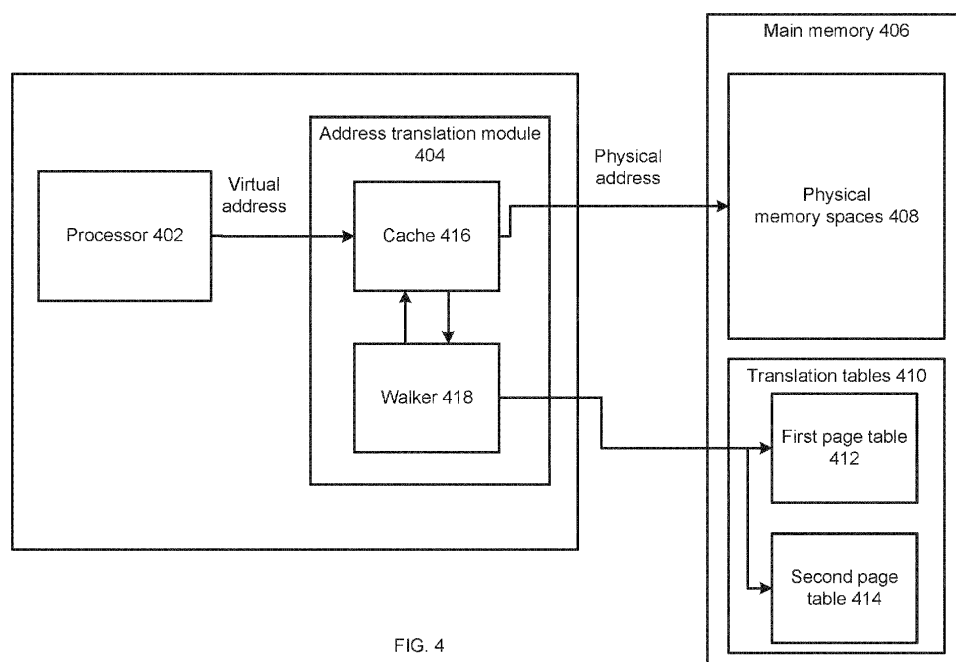 Main memory 406
Address translation module
404
Physical
address
Virtual
address
Processor 402
Cache 416
Physical
memory spaces 408
Walker 418
Translation tables 410
First page table
412
Second page
table 414
FIG. 4